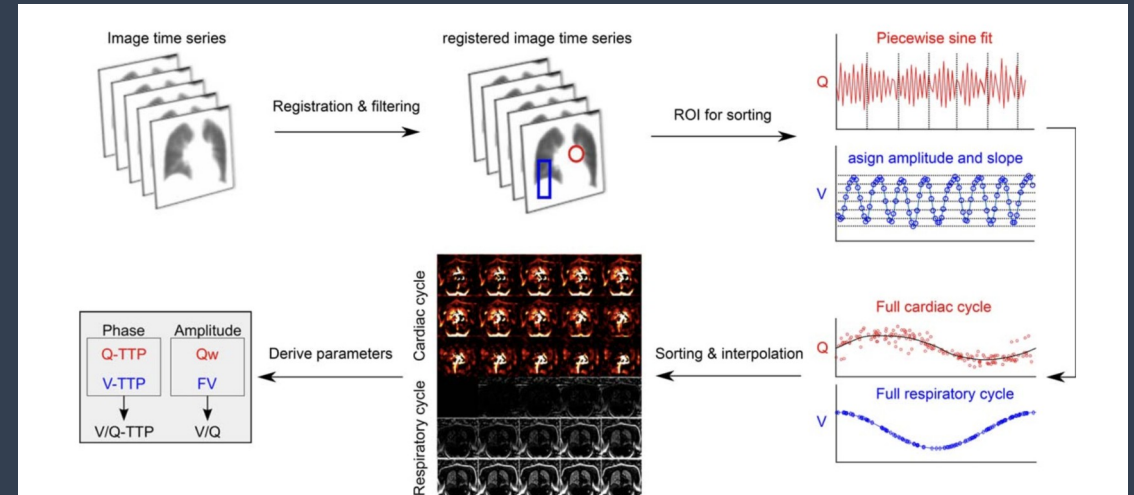 Image time series
Registration & filtering
registered image time series
ROI for sorting
Piecewise sine fit
Q
asign amplitude and slope
V
Full cardiac cycle
Q
Full respiratory cycle
V
Sorting & interpolation
Cardiac cycle
Respiratory cycle
Derive parameters
Phase Amplitude
Q-TTP Qw
V-TTP FV
V/Q-TTP V/Q